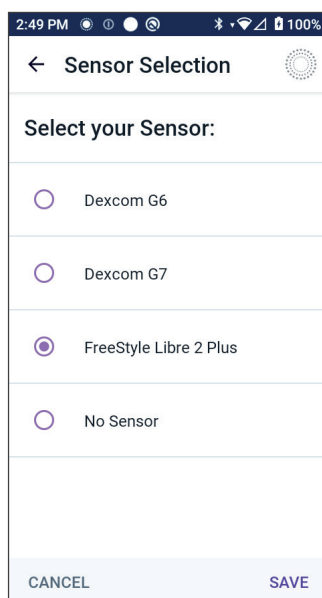 2:49 PM 100%
Sensor Selection
Select your Sensor:
Dexcom G6
Dexcom G7
FreeStyle Libre 2 Plus
No Sensor
CANCEL SAVE